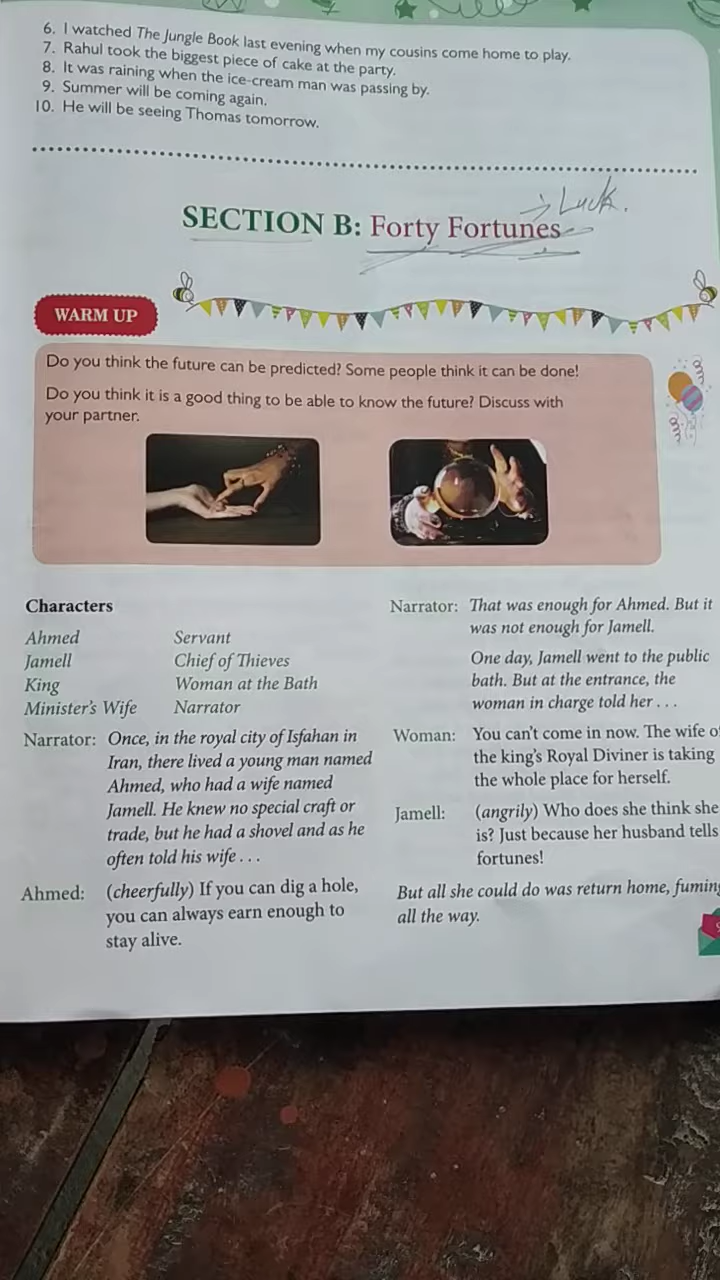 6. I watched The Jungle Book last evening when my cousins come home to play.
7. Rahul took the biggest piece of cake at the party.
8. It was raining when the ice-cream man was passing by.
9. Summer will be coming again.
10. He will be seeing Thomas tomorrow.
→ Luck.
SECTION B: Forty Fortunes
WARM UP
Do you think the future can be predicted? Some people think it can be done!
Do you think it is a good thing to be able to know the future? Discuss with
your partner.
Characters
Ahmed Servant
Jamell Chief of Thieves
King Woman at the Bath
Minister's Wife Narrator
Narrator: Once, in the royal city of Isfahan in
Iran, there lived a young man named
Ahmed, who had a wife named
Jamell. He knew no special craft or
trade, but he had a shovel and as he
often told his wife . . .
Ahmed: (cheerfully) If you can dig a hole,
you can always earn enough to
stay alive.
Narrator: That was enough for Ahmed. But it
was not enough for Jamell.
One day, Jamell went to the public
bath. But at the entrance, the
woman in charge told her . . .
Woman: You can't come in now. The wife of
the king's Royal Diviner is taking
the whole place for herself.
Jamell: (angrily) Who does she think she
is? Just because her husband tells
fortunes!
But all she could do was return home, fuming
all the way.